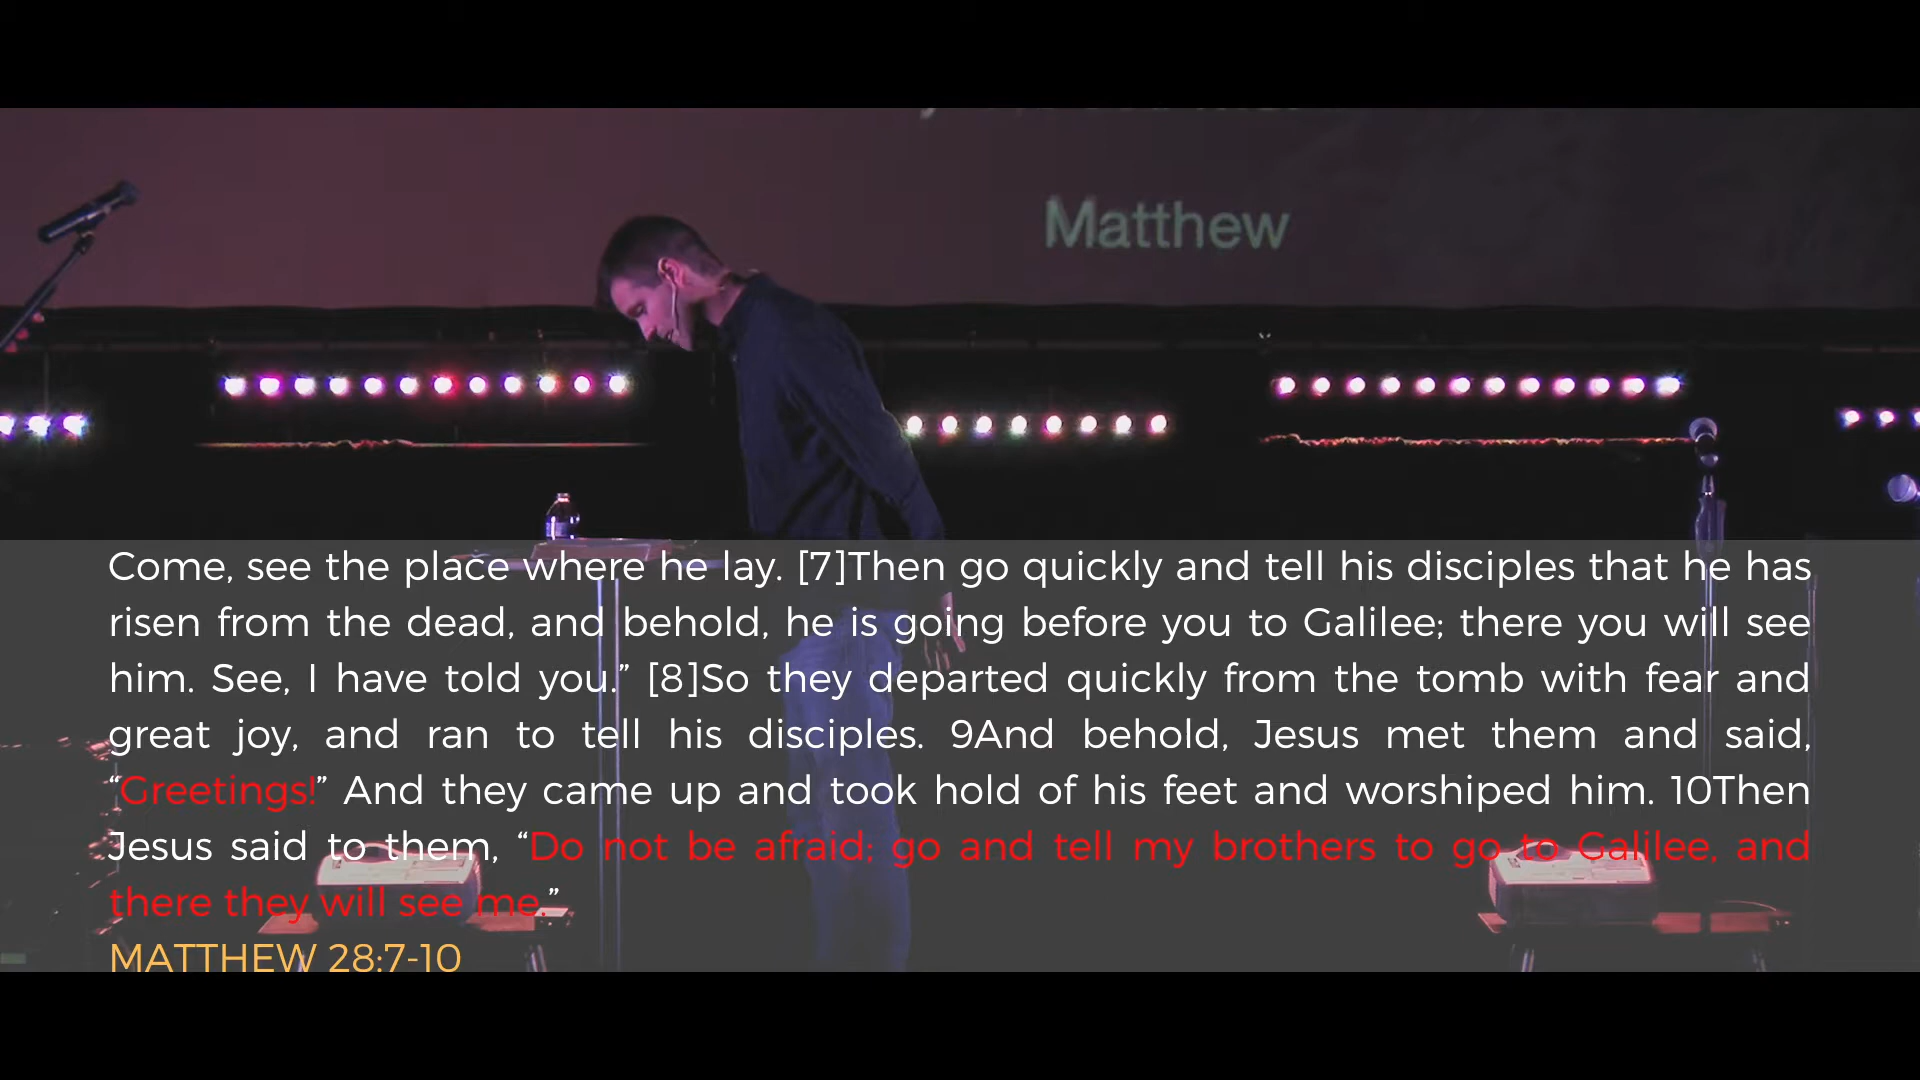 Matthew
Come, see the place where he lay. [7]Then go quickly and tell his disciples that he has
risen from the dead, and behold, he is going before you to Galilee; there you will see
him. See, I have told you.” [8]So they departed quickly from the tomb with fear and
great joy, and ran to tell his disciples. 9And behold, Jesus met them and said,
“Greetings!” And they came up and took hold of his feet and worshiped him. 10Then
Jesus said to them, “Do not be afraid; go and tell my brothers to go to Galilee, and
there they will see me.”
MATTHEW 28:7-10